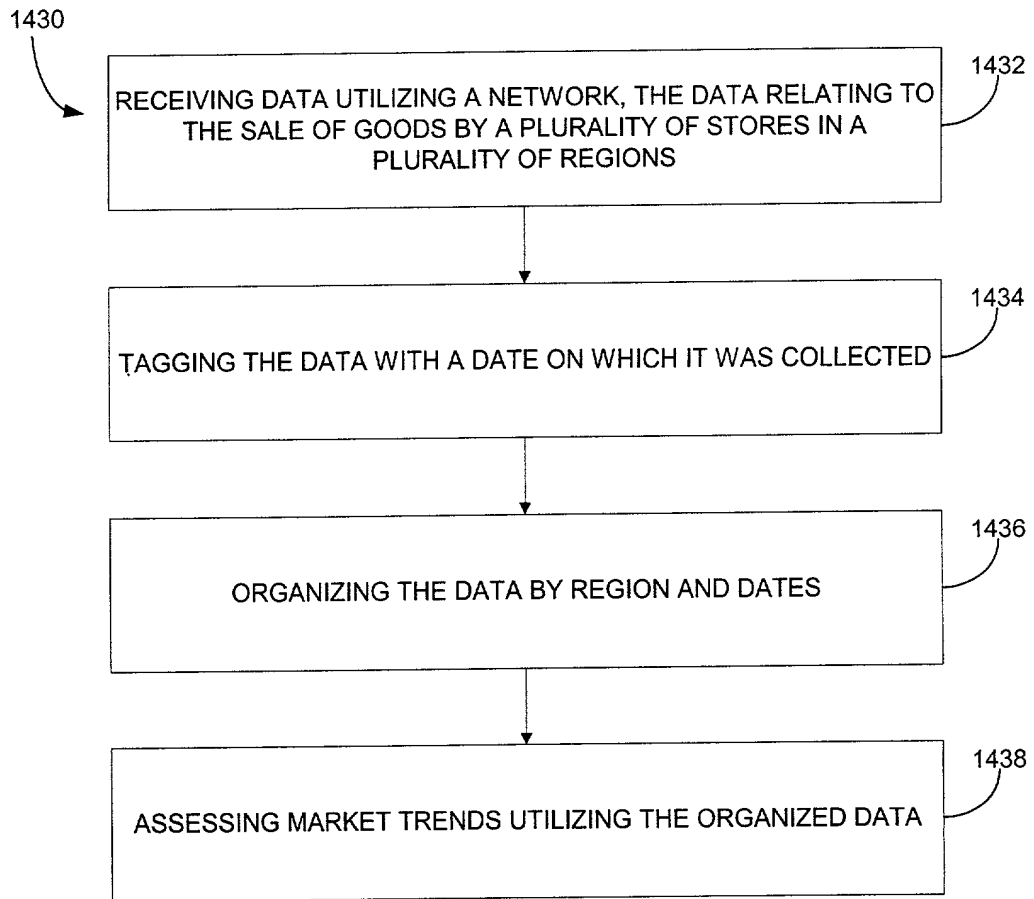 1430
1432
RECEIVING DATA UTILIZING A NETWORK, THE DATA RELATING TO
THE SALE OF GOODS BY A PLURALITY OF STORES IN A
PLURALITY OF REGIONS
1434
TAGGING THE DATA WITH A DATE ON WHICH IT WAS COLLECTED
1436
ORGANIZING THE DATA BY REGION AND DATES
1438
ASSESSING MARKET TRENDS UTILIZING THE ORGANIZED DATA